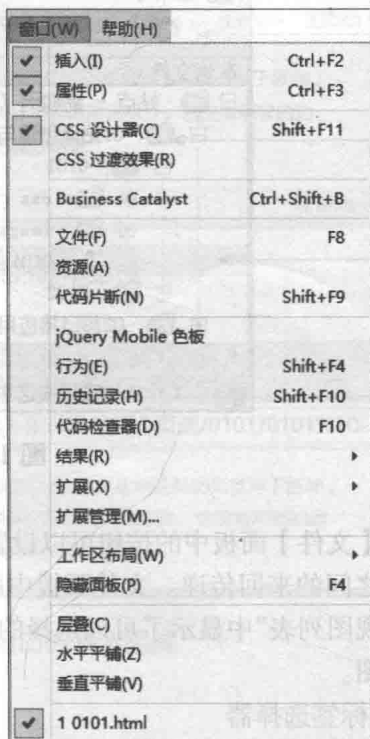 窗口(W) 帮助(H)
插入(I) Ctrl+F2
属性(P) Ctrl+F3
CSS 设计器(C) Shift+F11
CSS 过渡效果(R)
Business Catalyst Ctrl+Shift+B
文件(F) F8
资源(A)
代码片断(N) Shift+F9
jQuery Mobile 色板
行为(E) Shift+F4
历史记录(H) Shift+F10
代码检查器(D) F10
结果(R)
扩展(X)
扩展管理(M)...
工作区布局(W)
隐藏面板(P) F4
层叠(C)
水平平铺(Z)
垂直平铺(V)
1 0101.html